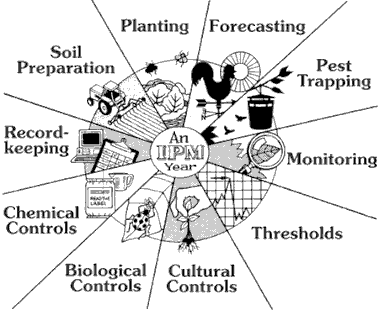 Planting
Forecasting
Soil
Preparation
Pest
Trapping
Record-
keeping
An
IPM
Year
Monitoring
Chemical
Controls
READ THE
LABEL
Thresholds
Biological
Controls
Cultural
Controls